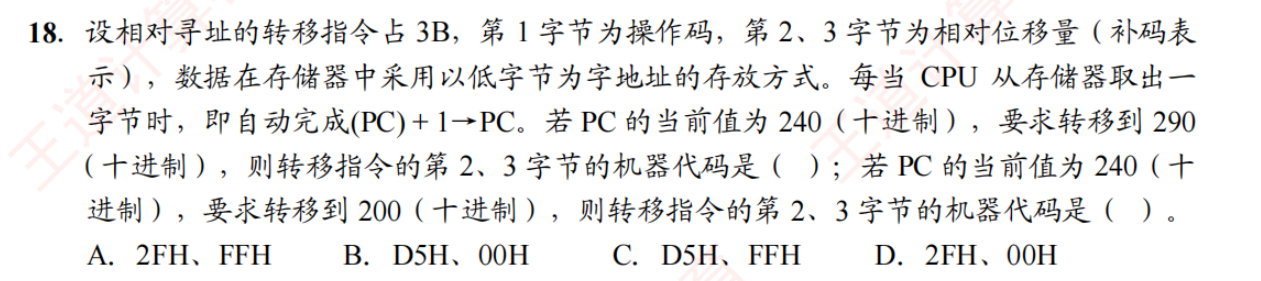 18. 设相对寻址的转移指令占 3B，第 1 字节为操作码，第 2、3 字节为相对位移量（补码表
示），数据在存储器中采用以低字节为字地址的存放方式。每当 CPU 从存储器取出一
字节时，即自动完成(PC) + 1→PC。若 PC 的当前值为 240（十进制），要求转移到 290
（十进制），则转移指令的第 2、3 字节的机器代码是（ ）；若 PC 的当前值为 240（十
进制），要求转移到 200（十进制），则转移指令的第 2、3 字节的机器代码是（ ）。
A. 2FH、FFH B. D5H、00H C. D5H、FFH D. 2FH、00H